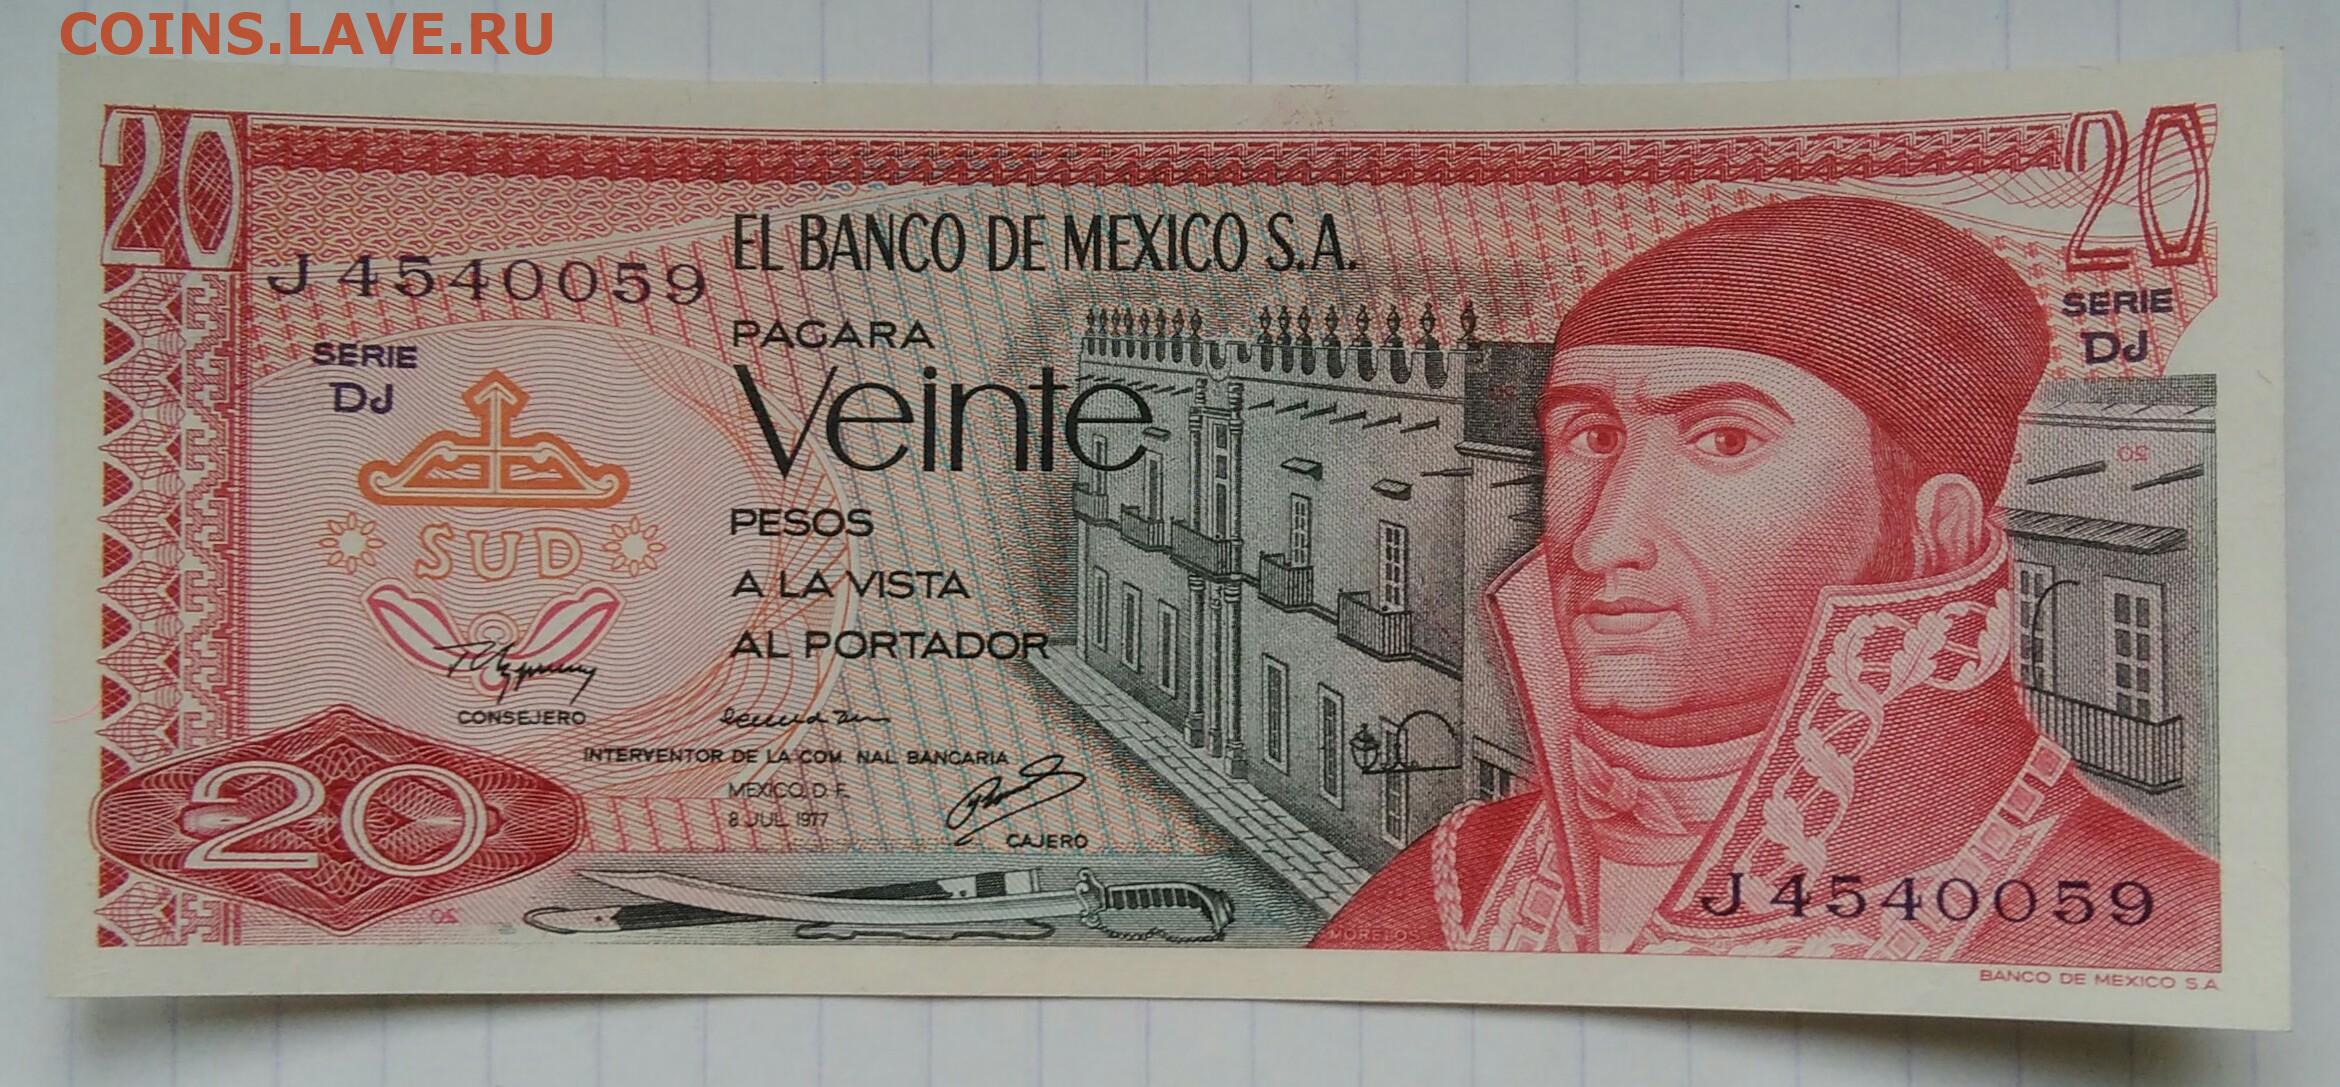 COINS.LAVE.RU
20
20
EL BANCO DE MEXICO S.A.
J 4540059
SERIE
DJ
SERIE
DJ
PAGARA
Veinte
PESOS
A LA VISTA
AL PORTADOR
SUD
CONSEJERO
INTERVENTOR DE LA COM. NAL. BANCARIA
MEXICO, D. F.
8 JUL. 1977
CAJERO
20
J 4540059
MORELOS
BANCO DE MEXICO S.A.